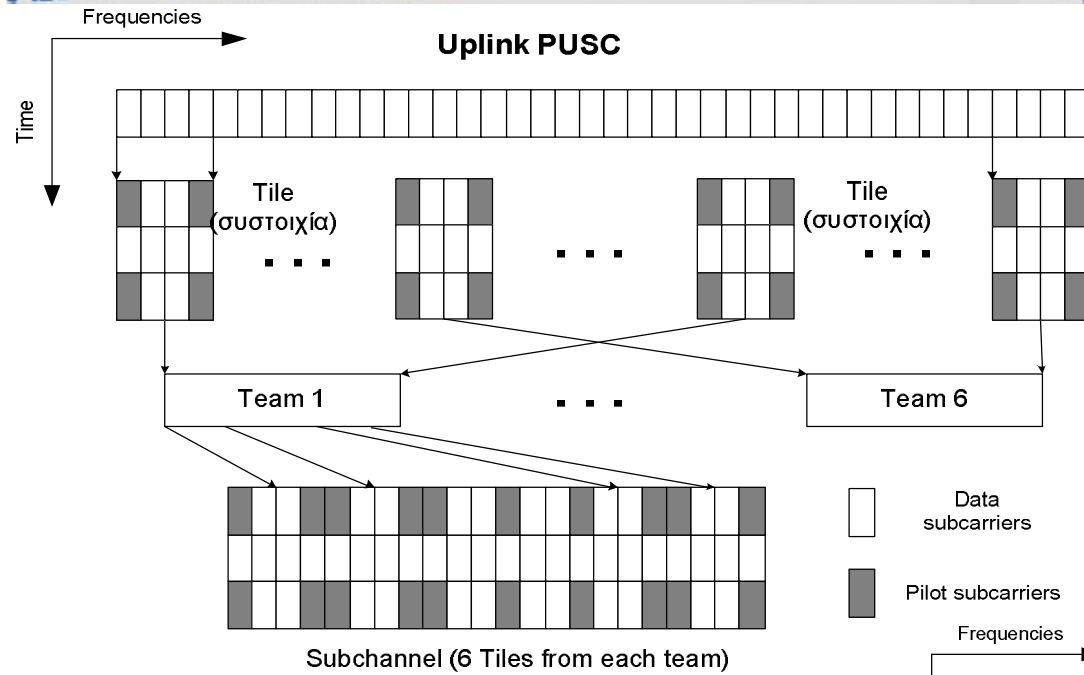 Frequencies
Uplink PUSC
Time
Tile
(συστοιχία)
Tile
(συστοιχία)
Team 1
Team 6
Data
subcarriers
Pilot subcarriers
Frequencies
Subchannel (6 Tiles from each team)